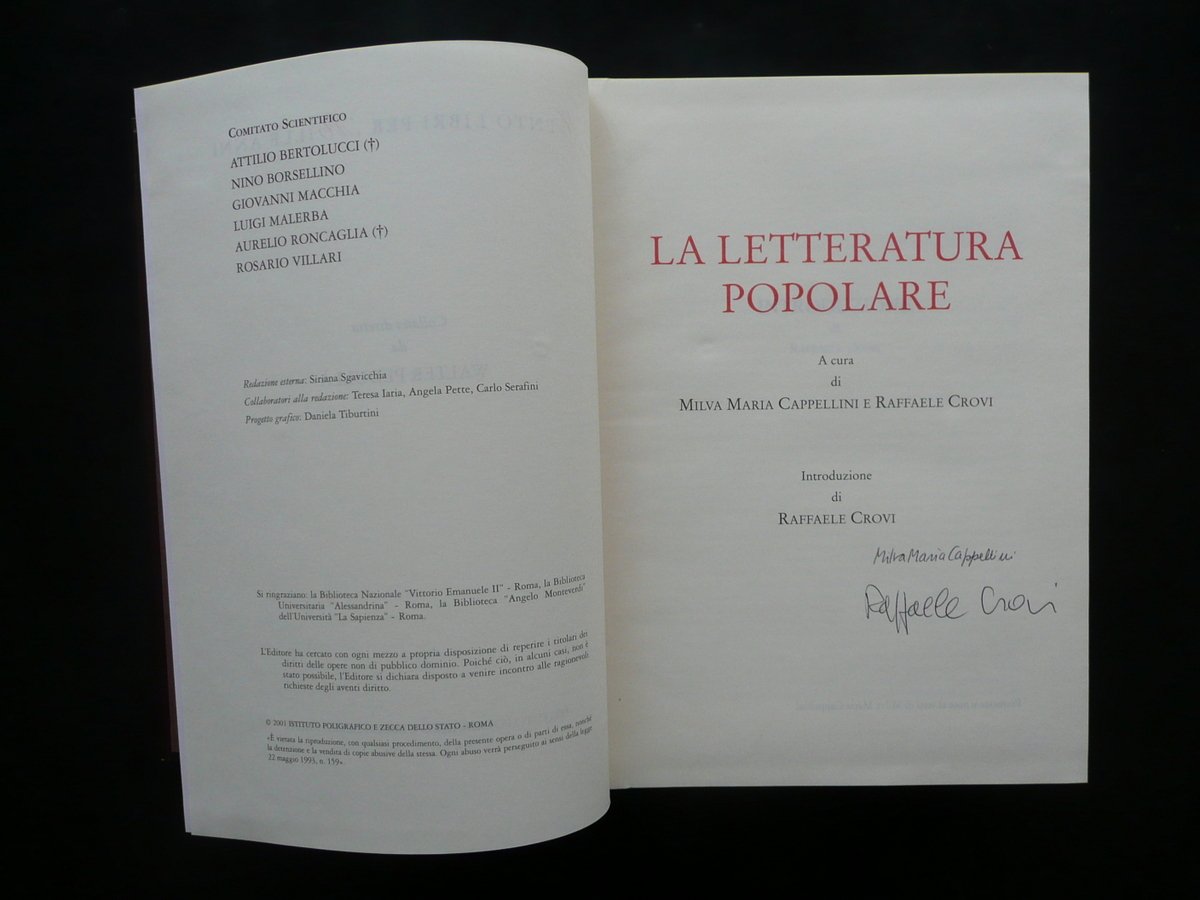 COMITATO SCIENTIFICO
ATTILIO BERTOLUCCI (†)
NINO BORSELLINO
GIOVANNI MACCHIA
LUIGI MALERBA
AURELIO RONCAGLIA (†)
ROSARIO VILLARI
Redazione esterna: Siriana Sgavicchia
Collaboratori alla redazione: Teresa Iaria, Angela Pette, Carlo Serafini
Progetto grafico: Daniela Tiburtini
Si ringraziano: la Biblioteca Nazionale "Vittorio Emanuele II" - Roma, la Biblioteca
Universitaria "Alessandrina" - Roma, la Biblioteca "Angelo Monteverdi"
dell'Università "La Sapienza" - Roma.
L'Editore ha cercato con ogni mezzo a propria disposizione di reperire i titolari dei
diritti delle opere non di pubblico dominio. Poiché ciò, in alcuni casi, non è
stato possibile, l'Editore si dichiara disposto a venire incontro alle ragionevoli
richieste degli aventi diritto.
© 2001 ISTITUTO POLIGRAFICO E ZECCA DELLO STATO - ROMA
«È vietata la riproduzione, con qualsiasi procedimento, della presente opera o di parti di essa, nonché
la detenzione e la vendita di copie abusive della stessa. Ogni abuso verrà perseguito ai sensi della legge
22 maggio 1993, n. 159».
LA LETTERATURA
POPOLARE
A cura
di
MILVA MARIA CAPPELLINI E RAFFAELE CROVI
Introduzione
di
RAFFAELE CROVI
Milva Maria Cappellini
Raffaele Crovi